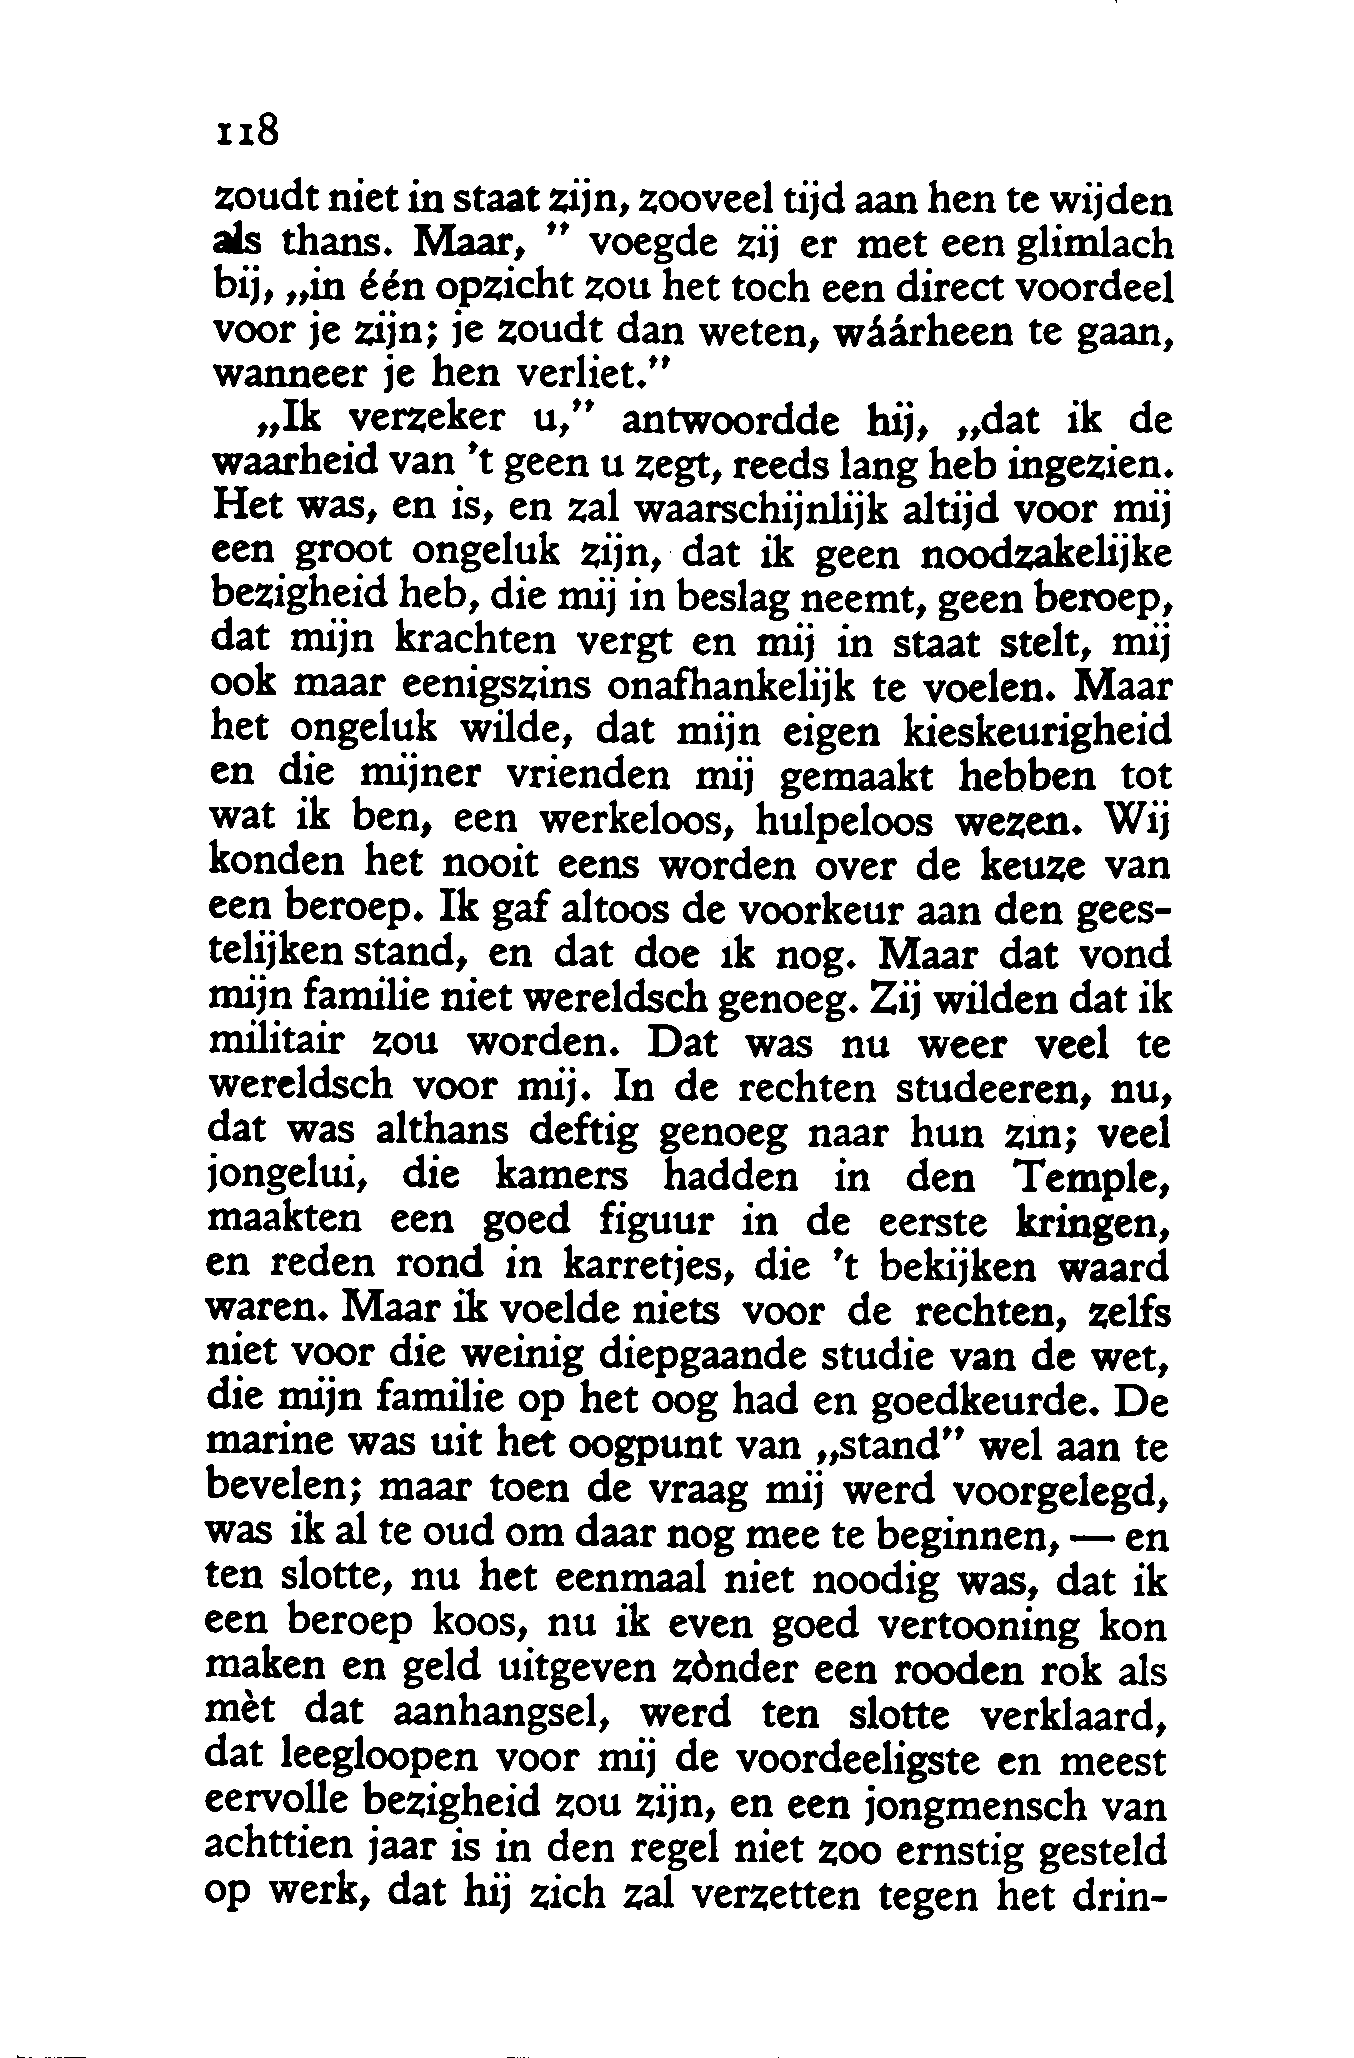 118
zoudt niet in staat zijn, zooveel tijd aan hen te wijden
als thans. Maar, ” voegde zij er met een glimlach
bij, „in één opzicht zou het toch een direct voordeel
voor je zijn; je zoudt dan weten, wáárheen te gaan,
wanneer je hen verliet.”
„Ik verzeker u,” antwoordde hij, „dat ik de
waarheid van ’t geen u zegt, reeds lang heb ingezien.
Het was, en is, en zal waarschijnlijk altijd voor mij
een groot ongeluk zijn, dat ik geen noodzakelijke
bezigheid heb, die mij in beslag neemt, geen beroep,
dat mijn krachten vergt en mij in staat stelt, mij
ook maar eenigszins onafhankelijk te voelen. Maar
het ongeluk wilde, dat mijn eigen kieskeurigheid
en die mijner vrienden mij gemaakt hebben tot
wat ik ben, een werkeloos, hulpeloos wezen. Wij
konden het nooit eens worden over de keuze van
een beroep. Ik gaf altoos de voorkeur aan den gees-
telijken stand, en dat doe ik nog. Maar dat vond
mijn familie niet wereldsch genoeg. Zij wilden dat ik
militair zou worden. Dat was nu weer veel te
wereldsch voor mij. In de rechten studeeren, nu,
dat was althans deftig genoeg naar hun zin; veel
jongelui, die kamers hadden in den Temple,
maakten een goed figuur in de eerste kringen,
en reden rond in karretjes, die ’t bekijken waard
waren. Maar ik voelde niets voor de rechten, zelfs
niet voor die weinig diepgaande studie van de wet,
die mijn familie op het oog had en goedkeurde. De
marine was uit het oogpunt van „stand” wel aan te
bevelen; maar toen de vraag mij werd voorgelegd,
was ik al te oud om daar nog mee te beginnen, — en
ten slotte, nu het eenmaal niet noodig was, dat ik
een beroep koos, nu ik even goed vertooning kon
maken en geld uitgeven zònder een rooden rok als
mèt dat aanhangsel, werd ten slotte verklaard,
dat leegloopen voor mij de voordeeligste en meest
eervolle bezigheid zou zijn, en een jongmensch van
achttien jaar is in den regel niet zoo ernstig gesteld
op werk, dat hij zich zal verzetten tegen het drin-